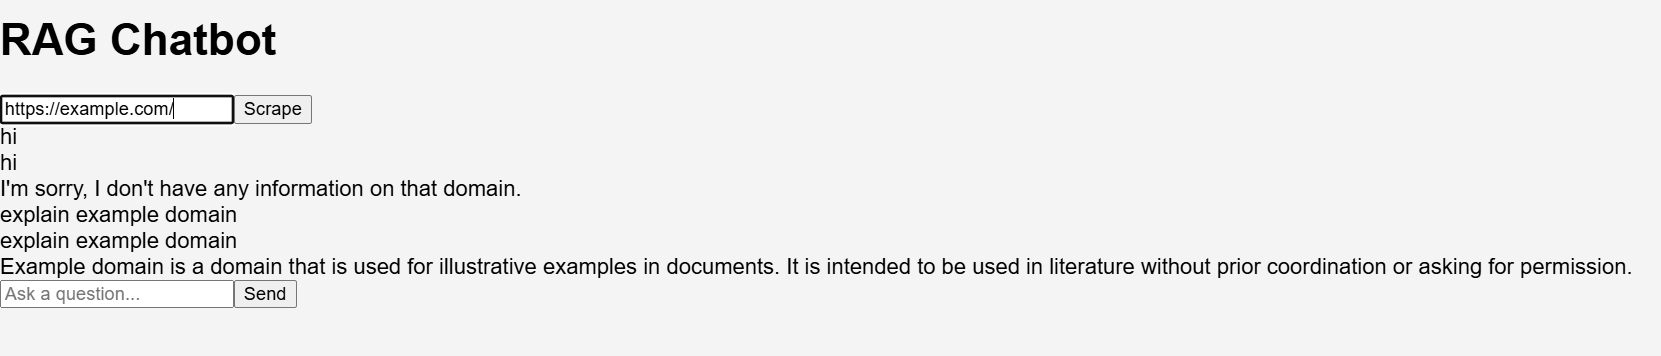 RAG Chatbot
https://example.com/ Scrape
hi
hi
I'm sorry, I don't have any information on that domain.
explain example domain
explain example domain
Example domain is a domain that is used for illustrative examples in documents. It is intended to be used in literature without prior coordination or asking for permission.
Ask a question... Send